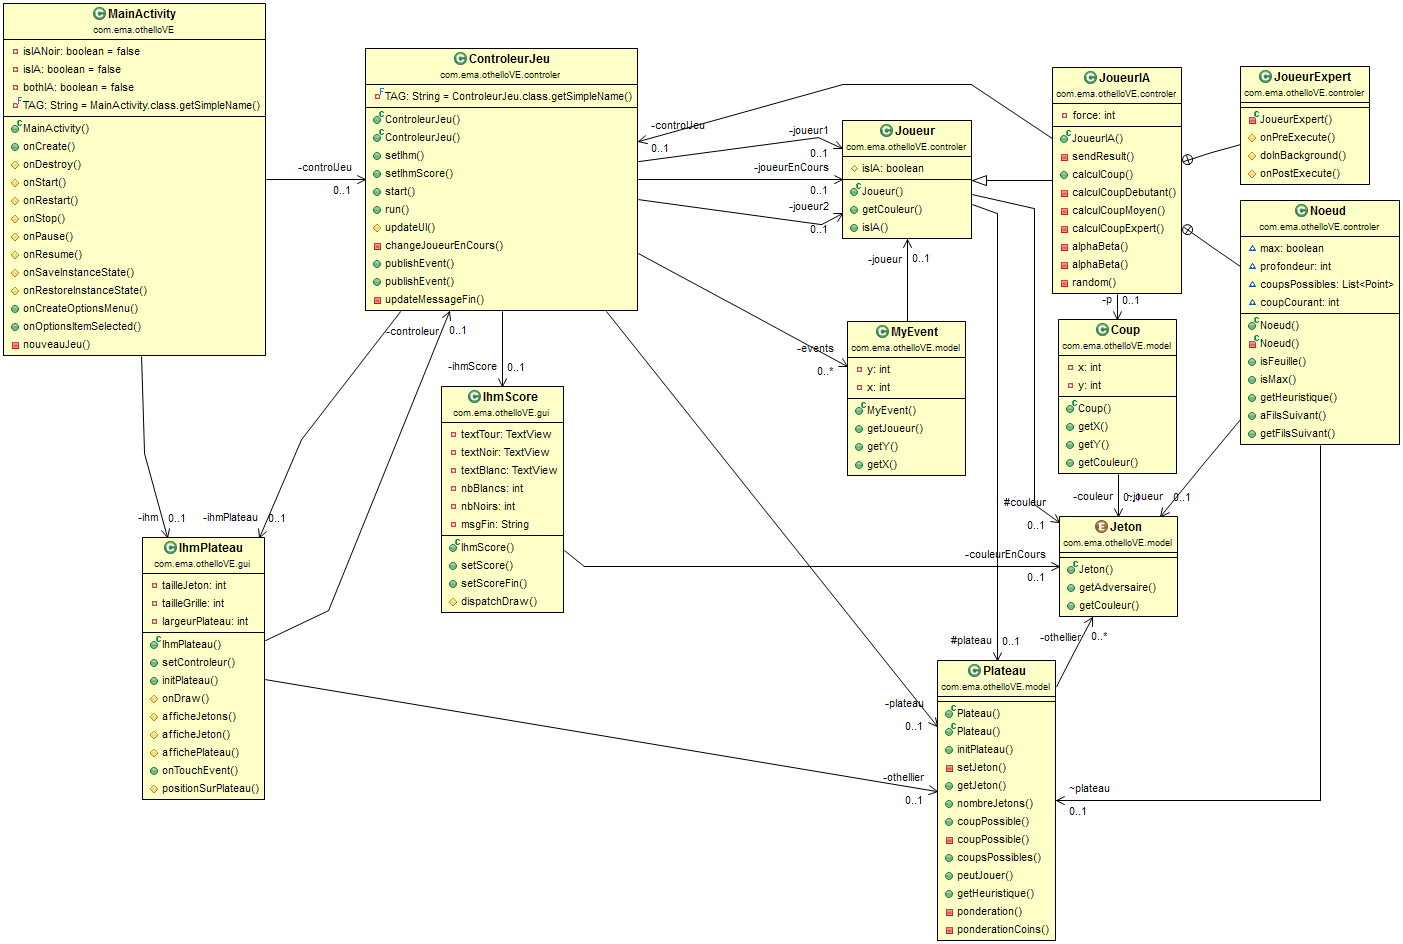 MainActivity
com.ema.othelloVE
isIANoir: boolean = false
isIA: boolean = false
bothIA: boolean = false
F TAG: String = MainActivity.class.getSimpleName()
C MainActivity()
onCreate()
onDestroy()
onStart()
onRestart()
onStop()
onPause()
onResume()
onSaveInstanceState()
onRestoreInstanceState()
onCreateOptionsMenu()
onOptionsItemSelected()
nouveauJeu()
-controlJeu
0..1
C ControleurJeu
com.ema.othelloVE.controler
F TAG: String = ControleurJeu.class.getSimpleName()
C ControleurJeu()
C ControleurJeu()
setIhm()
setIhmScore()
start()
run()
updateUI()
changeJoueurEnCours()
publishEvent()
publishEvent()
updateMessageFin()
-controlJeu
0..1
-joueur1
0..1
-joueurEnCours
0..1
-joueur2
0..1
C Joueur
com.ema.othelloVE.controler
isIA: boolean
C Joueur()
getCouleur()
isIA()
C JoueurIA
com.ema.othelloVE.controler
force: int
C JoueurIA()
sendResult()
calculCoup()
calculCoupDebutant()
calculCoupMoyen()
calculCoupExpert()
alphaBeta()
alphaBeta()
random()
C JoueurExpert
com.ema.othelloVE.controler
C JoueurExpert()
onPreExecute()
doInBackground()
onPostExecute()
C Noeud
com.ema.othelloVE.controler
max: boolean
profondeur: int
coupsPossibles: List<Point>
coupCourant: int
C Noeud()
C Noeud()
isFeuille()
isMax()
getHeuristique()
aFilsSuivant()
getFilsSuivant()
-joueur
0..1
-p
0..1
C MyEvent
com.ema.othelloVE.model
y: int
x: int
C MyEvent()
getJoueur()
getY()
getX()
-events
0..*
C Coup
com.ema.othelloVE.model
x: int
y: int
C Coup()
getX()
getY()
getCouleur()
-controleur
0..1
-ihmScore
0..1
C IhmScore
com.ema.othelloVE.gui
textTour: TextView
textNoir: TextView
textBlanc: TextView
nbBlancs: int
nbNoirs: int
msgFin: String
C IhmScore()
setScore()
setScoreFin()
dispatchDraw()
-ihm
0..1
-ihmPlateau
0..1
C IhmPlateau
com.ema.othelloVE.gui
tailleJeton: int
tailleGrille: int
largeurPlateau: int
C IhmPlateau()
setControleur()
initPlateau()
onDraw()
afficheJetons()
afficheJeton()
affichePlateau()
onTouchEvent()
positionSurPlateau()
#couleur
0..1
-couleur
0..1
~joueur
0..1
-couleurEnCours
0..1
E Jeton
com.ema.othelloVE.model
C Jeton()
getAdversaire()
getCouleur()
#plateau
0..1
-othellier
0..*
-plateau
0..1
-othellier
0..1
~plateau
0..1
C Plateau
com.ema.othelloVE.model
C Plateau()
C Plateau()
initPlateau()
setJeton()
getJeton()
nombreJetons()
coupPossible()
coupPossible()
coupsPossibles()
peutJouer()
getHeuristique()
ponderation()
ponderationCoins()